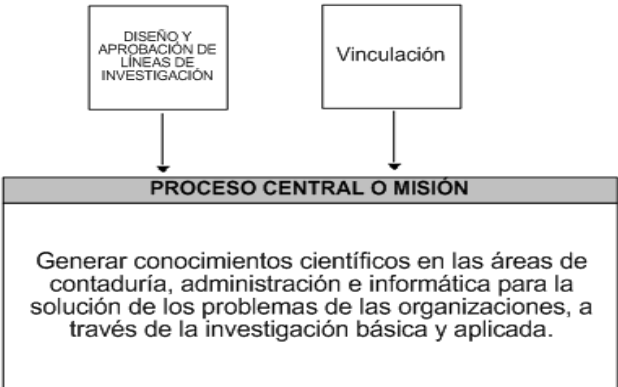 DISEÑO Y
APROBACIÓN DE
LÍNEAS DE
INVESTIGACIÓN
Vinculación
PROCESO CENTRAL O MISIÓN
Generar conocimientos científicos en las áreas de
contaduría, administración e informática para la
solución de los problemas de las organizaciones, a
través de la investigación básica y aplicada.